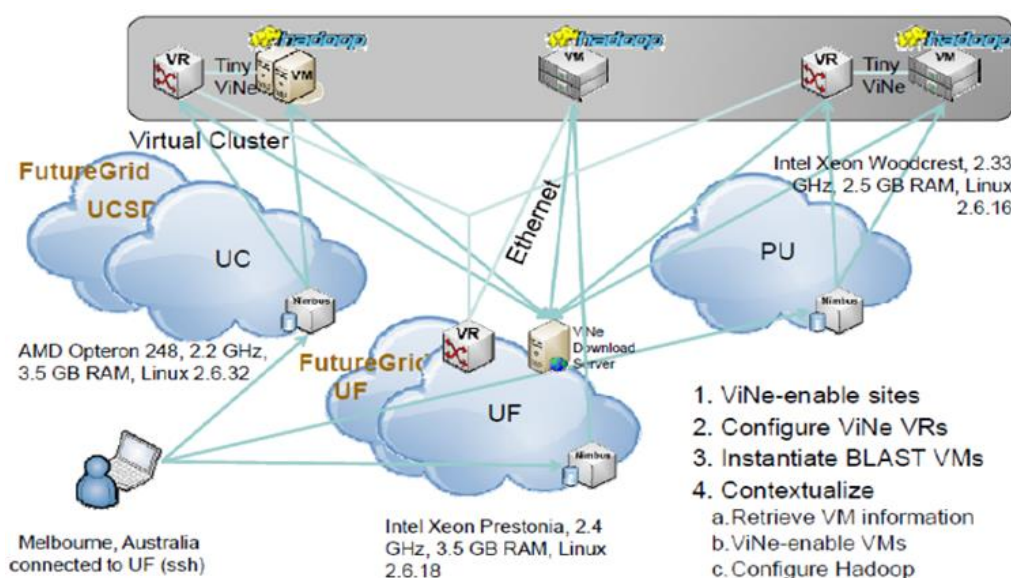 hadoop
hadoop
hadoop
VR
Tiny
ViNe
VM
VM
VR
Tiny
ViNe
VM
Virtual Cluster
FutureGrid
UCSD
UC
Nimbus
AMD Opteron 248, 2.2 GHz,
3.5 GB RAM, Linux 2.6.32
Ethernet
Intel Xeon Woodcrest, 2.33
GHz, 2.5 GB RAM, Linux
2.6.16
PU
Nimbus
FutureGrid
UF
VR
ViNe
Download
Server
UF
Nimbus
Intel Xeon Prestonia, 2.4
GHz, 3.5 GB RAM, Linux
2.6.18
Melbourne, Australia
connected to UF (ssh)
1. ViNe-enable sites
2. Configure ViNe VRs
3. Instantiate BLAST VMs
4. Contextualize
a.Retrieve VM information
b.ViNe-enable VMs
c. Configure Hadoop